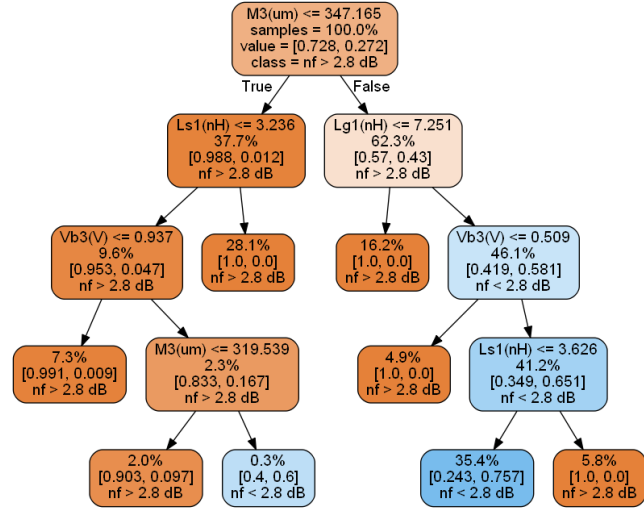 M3(um) <= 347.165
samples = 100.0%
value = [0.728, 0.272]
class = nf > 2.8 dB
True
False
Ls1(nH) <= 3.236
37.7%
[0.988, 0.012]
nf > 2.8 dB
Lg1(nH) <= 7.251
62.3%
[0.57, 0.43]
nf > 2.8 dB
Vb3(V) <= 0.937
9.6%
[0.953, 0.047]
nf > 2.8 dB
28.1%
[1.0, 0.0]
nf > 2.8 dB
16.2%
[1.0, 0.0]
nf > 2.8 dB
Vb3(V) <= 0.509
46.1%
[0.419, 0.581]
nf < 2.8 dB
7.3%
[0.991, 0.009]
nf > 2.8 dB
M3(um) <= 319.539
2.3%
[0.833, 0.167]
nf > 2.8 dB
4.9%
[1.0, 0.0]
nf > 2.8 dB
Ls1(nH) <= 3.626
41.2%
[0.349, 0.651]
nf < 2.8 dB
2.0%
[0.903, 0.097]
nf > 2.8 dB
0.3%
[0.4, 0.6]
nf < 2.8 dB
35.4%
[0.243, 0.757]
nf < 2.8 dB
5.8%
[1.0, 0.0]
nf > 2.8 dB